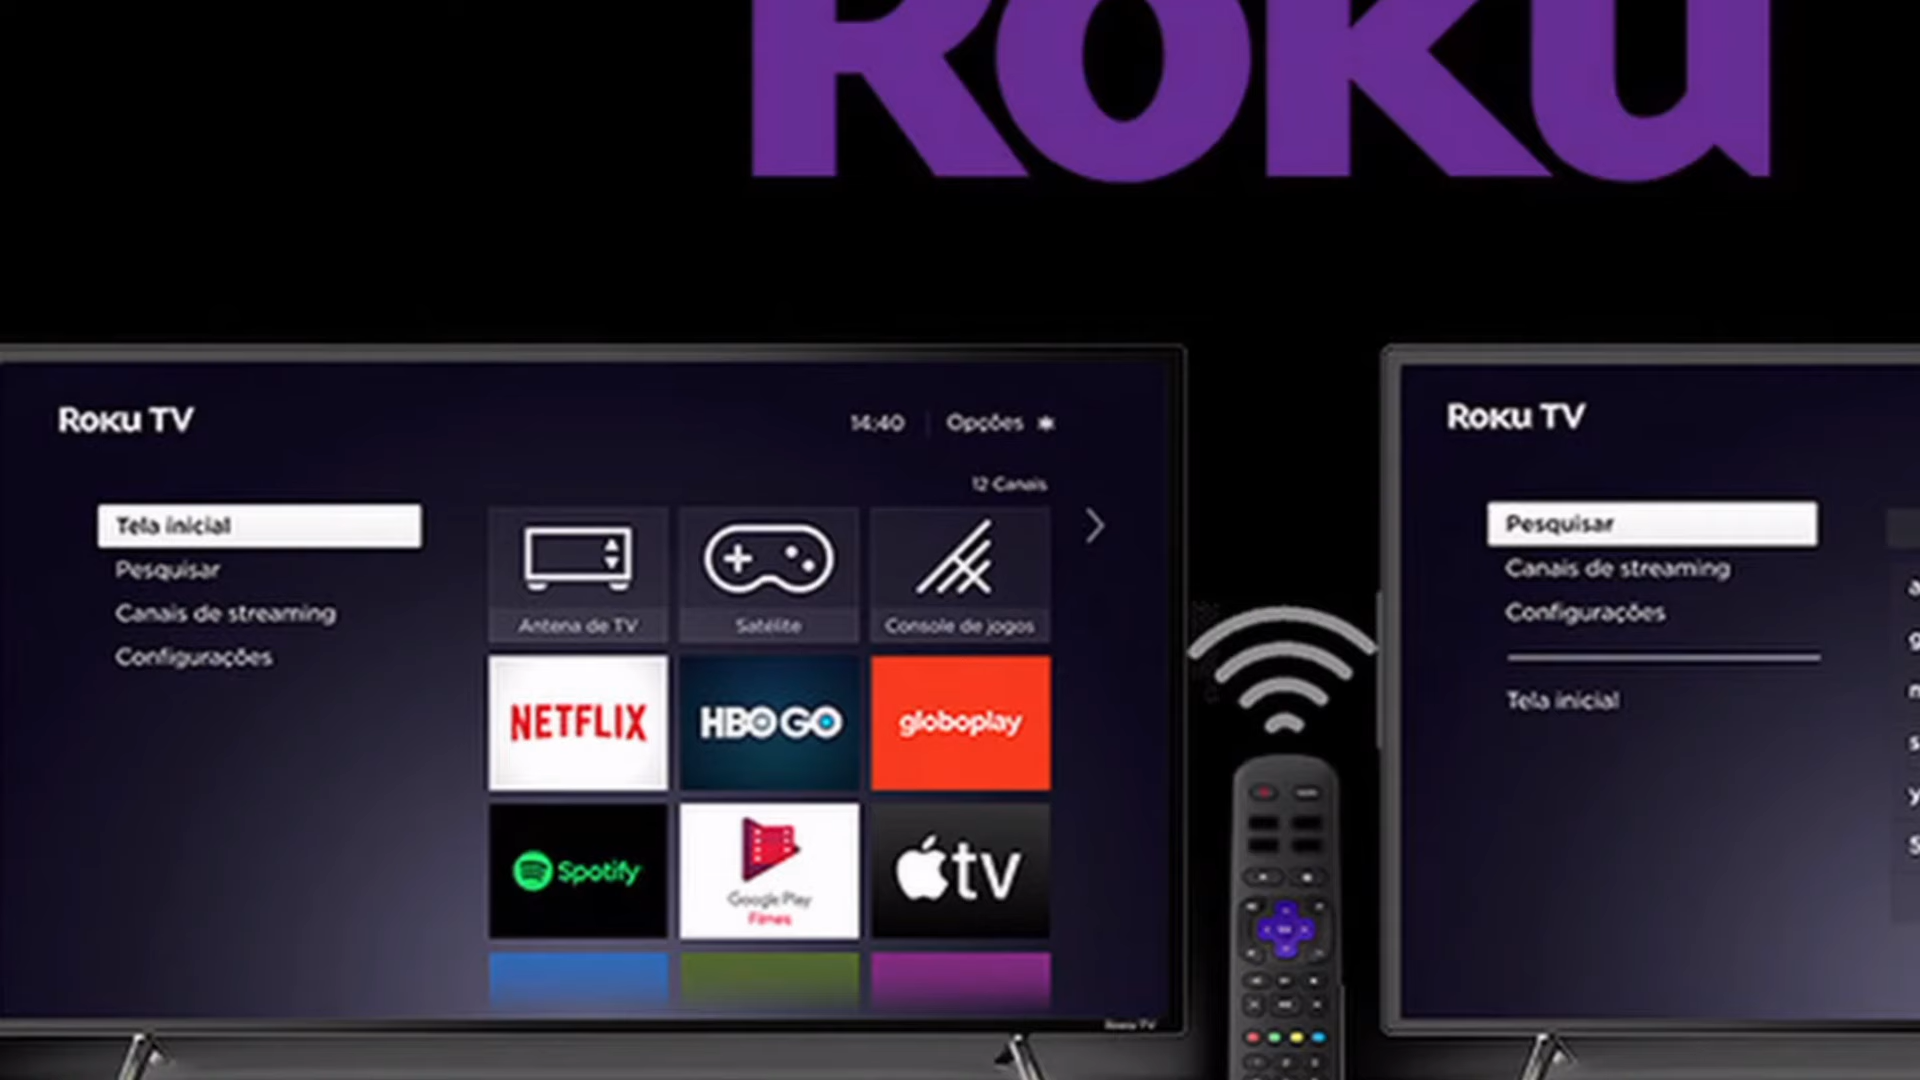 Roku
Roku TV
14:40
Opções *
12 Canais
Tela inicial
Pesquisar
Canais de streaming
Configurações
Antena de TV
Satélite
Console de jogos
NETFLIX
HBO GO
globoplay
Spotify
Google Play
Filmes
tv
Roku TV
Roku TV
Pesquisar
Canais de streaming
Configurações
Tela inicial